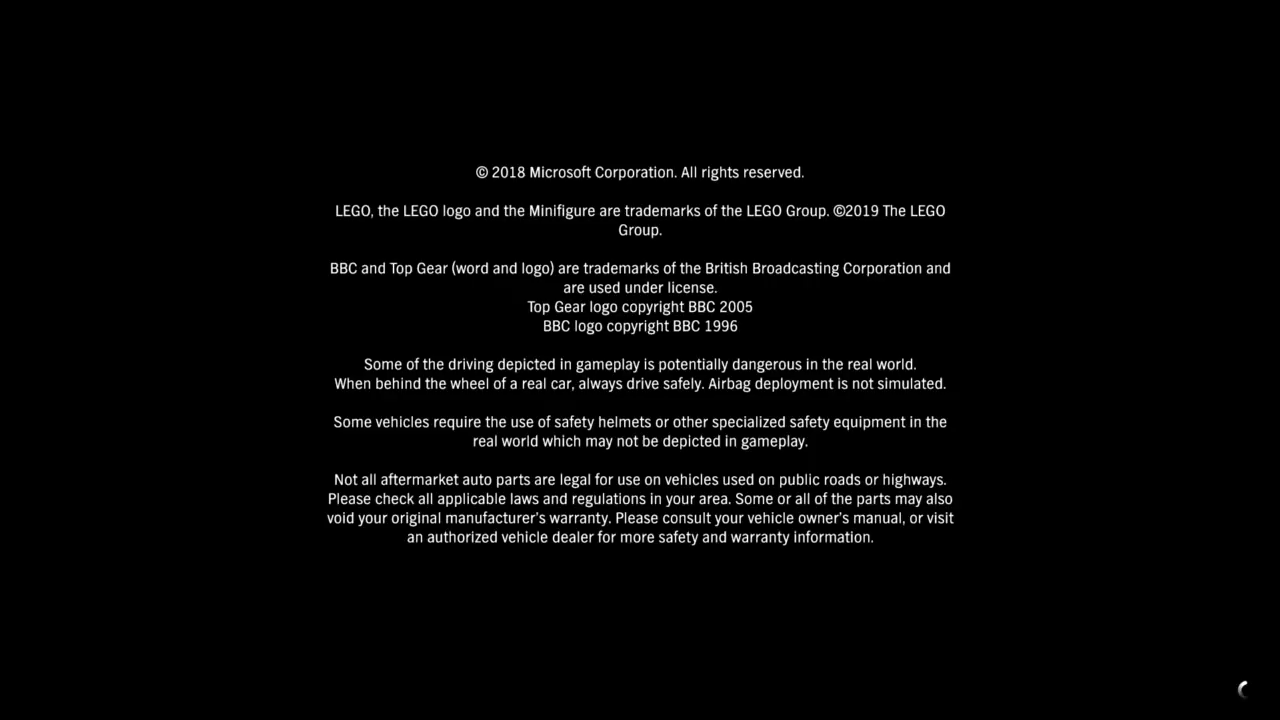 © 2018 Microsoft Corporation. All rights reserved.
LEGO, the LEGO logo and the Minifigure are trademarks of the LEGO Group. ©2019 The LEGO
Group.
BBC and Top Gear (word and logo) are trademarks of the British Broadcasting Corporation and
are used under license.
Top Gear logo copyright BBC 2005
BBC logo copyright BBC 1996
Some of the driving depicted in gameplay is potentially dangerous in the real world.
When behind the wheel of a real car, always drive safely. Airbag deployment is not simulated.
Some vehicles require the use of safety helmets or other specialized safety equipment in the
real world which may not be depicted in gameplay.
Not all aftermarket auto parts are legal for use on vehicles used on public roads or highways.
Please check all applicable laws and regulations in your area. Some or all of the parts may also
void your original manufacturer's warranty. Please consult your vehicle owner's manual, or visit
an authorized vehicle dealer for more safety and warranty information.